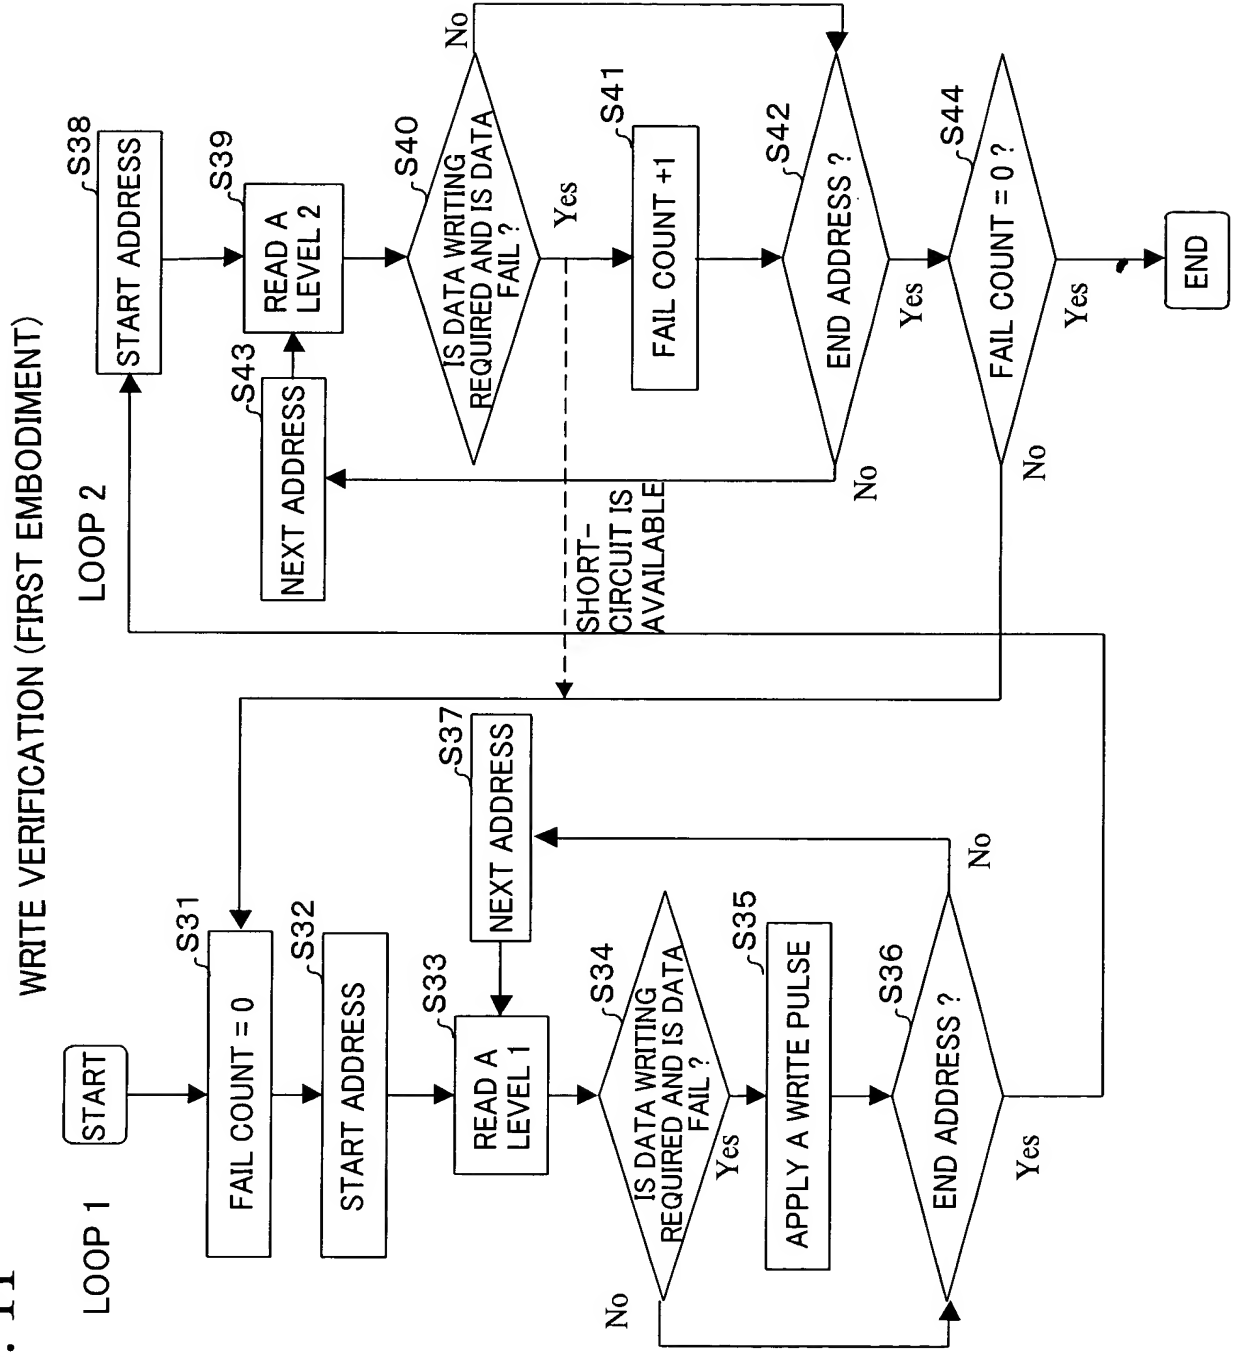 . 11
WRITE VERIFICATION (FIRST EMBODIMENT)
LOOP 1
START
S31
FAIL COUNT = 0
S32
START ADDRESS
S33
READ A
LEVEL 1
S37
NEXT ADDRESS
S34
IS DATA WRITING
REQUIRED AND IS DATA
FAIL ?
No
Yes
S35
APPLY A WRITE PULSE
S36
END ADDRESS ?
No
Yes
LOOP 2
S38
START ADDRESS
S39
READ A
LEVEL 2
S43
NEXT ADDRESS
S40
IS DATA WRITING
REQUIRED AND IS DATA
FAIL ?
No
Yes
SHORT-
CIRCUIT IS
AVAILABLE
S41
FAIL COUNT +1
S42
END ADDRESS ?
No
Yes
S44
FAIL COUNT = 0 ?
No
Yes
END